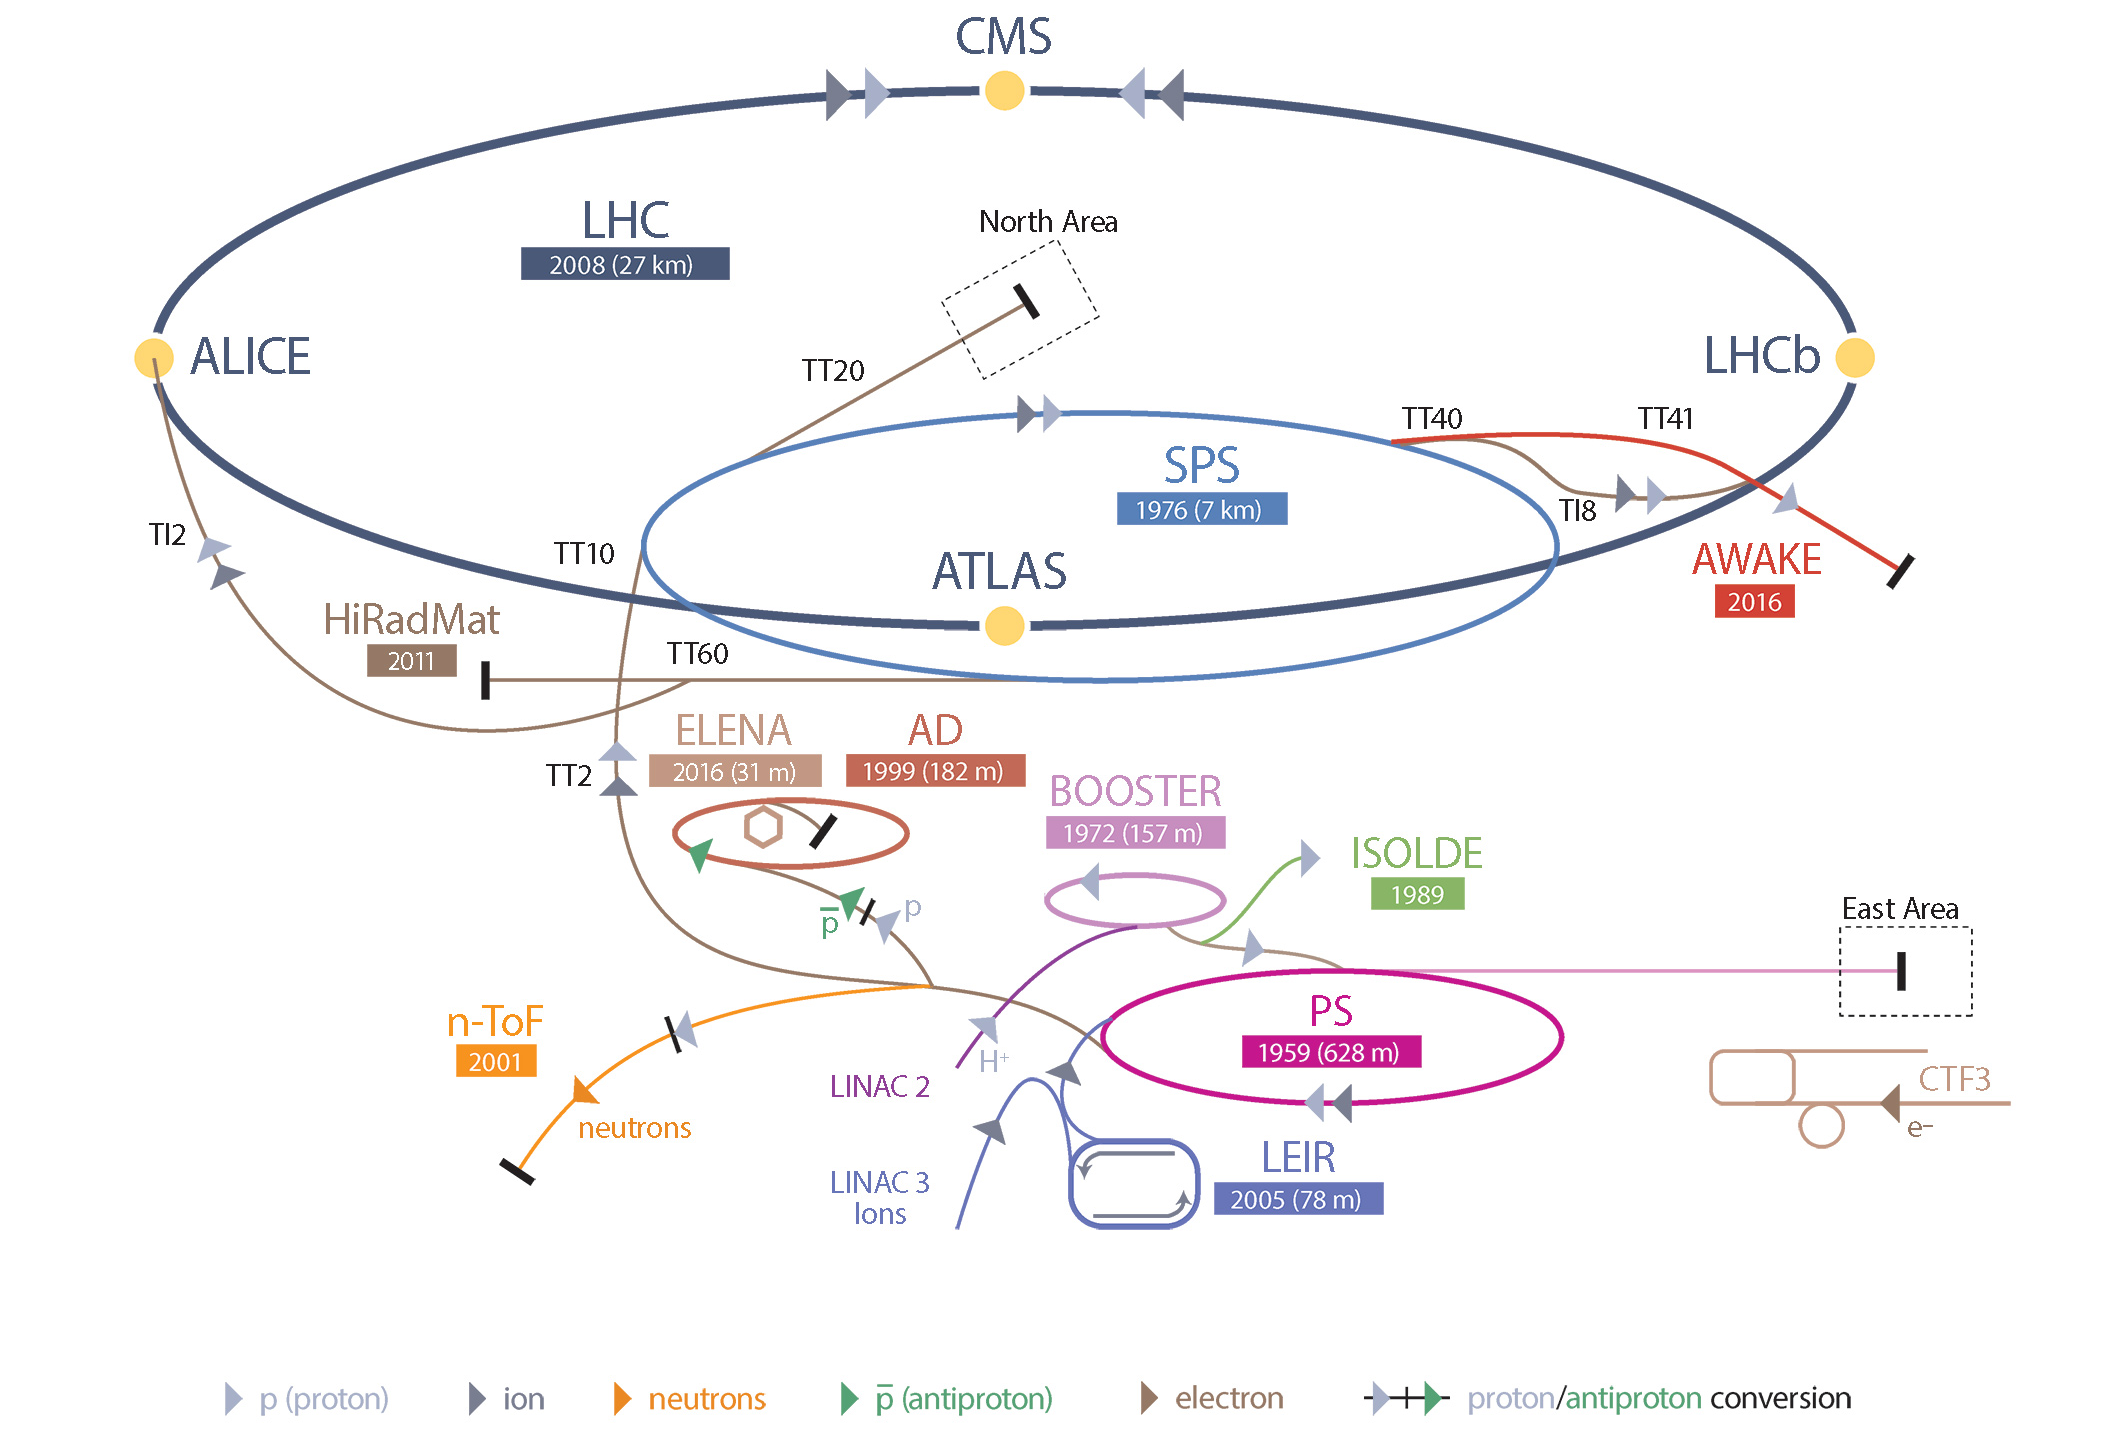 CMS
LHC
2008 (27 km)
North Area
ALICE
TT20
LHCb
TT40
TT41
SPS
1976 (7 km)
TI8
TI2
TT10
ATLAS
AWAKE
2016
HiRadMat
2011
TT60
ELENA
2016 (31 m)
AD
1999 (182 m)
TT2
BOOSTER
1972 (157 m)
ISOLDE
1989
p̅
p
East Area
n-ToF
2001
PS
1959 (628 m)
H⁺
LINAC 2
CTF3
e⁻
neutrons
LEIR
2005 (78 m)
LINAC 3
Ions
p (proton)
ion
neutrons
p̅ (antiproton)
electron
proton/antiproton conversion